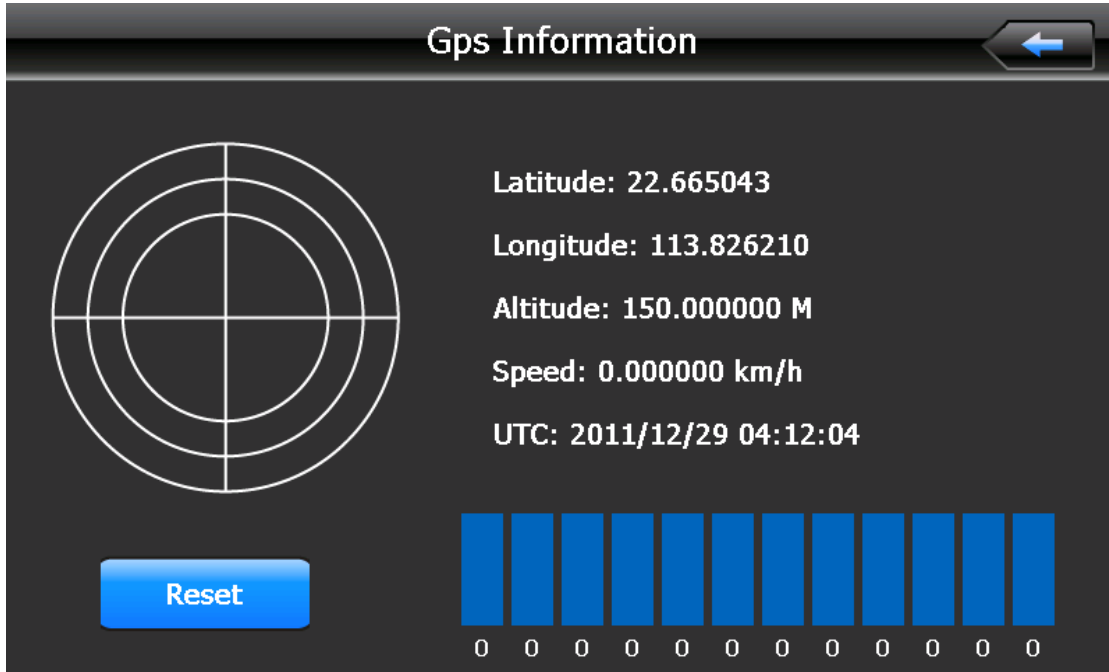 Gps Information
Latitude: 22.665043
Longitude: 113.826210
Altitude: 150.000000 M
Speed: 0.000000 km/h
UTC: 2011/12/29 04:12:04
Reset
0 0 0 0 0 0 0 0 0 0 0 0